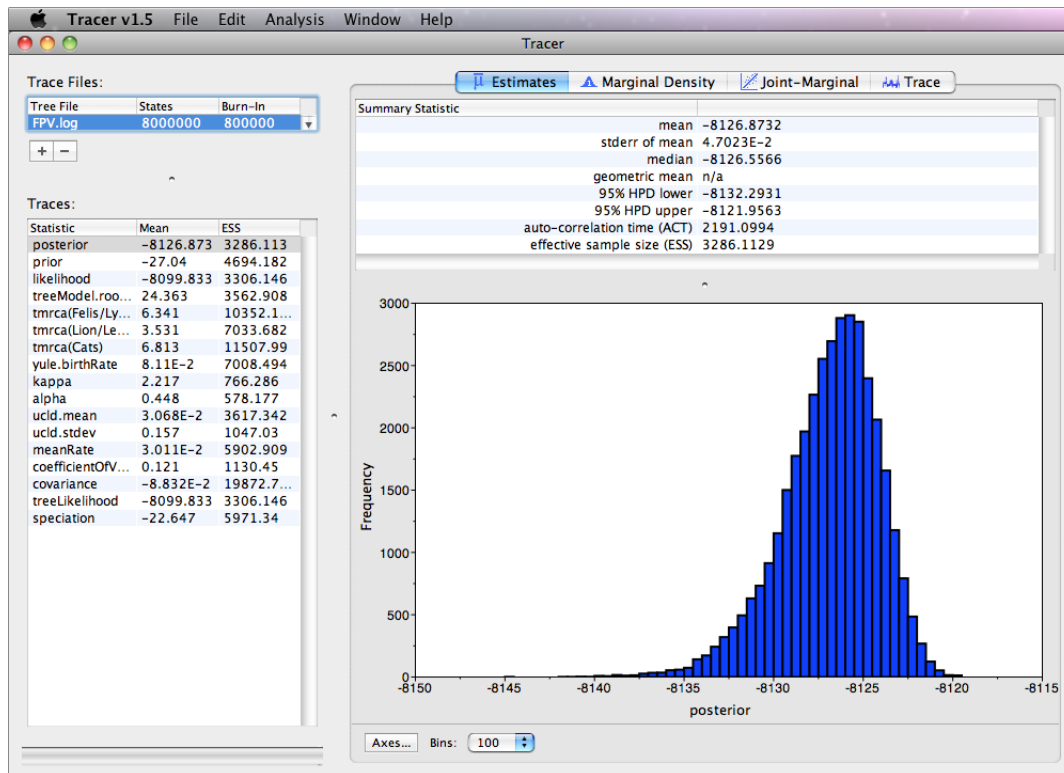 Tracer v1.5 File Edit Analysis Window Help
Tracer
Trace Files:
Tree File States Burn-In
FPV.log 8000000 800000
+ −
Traces:
Statistic Mean ESS
posterior -8126.873 3286.113
prior -27.04 4694.182
likelihood -8099.833 3306.146
treeModel.roo... 24.363 3562.908
tmrca(Felis/Ly... 6.341 10352.1...
tmrca(Lion/Le... 3.531 7033.682
tmrca(Cats) 6.813 11507.99
yule.birthRate 8.11E-2 7008.494
kappa 2.217 766.286
alpha 0.448 578.177
ucld.mean 3.068E-2 3617.342
ucld.stdev 0.157 1047.03
meanRate 3.011E-2 5902.909
coefficientOfV... 0.121 1130.45
covariance -8.832E-2 19872.7...
treeLikelihood -8099.833 3306.146
speciation -22.647 5971.34
Estimates Marginal Density Joint-Marginal Trace
Summary Statistic
mean -8126.8732
stderr of mean 4.7023E-2
median -8126.5566
geometric mean n/a
95% HPD lower -8132.2931
95% HPD upper -8121.9563
auto-correlation time (ACT) 2191.0994
effective sample size (ESS) 3286.1129
3000
2500
2000
1500
1000
500
0
Frequency
-8150 -8145 -8140 -8135 -8130 -8125 -8120 -8115
posterior
Axes... Bins: 100